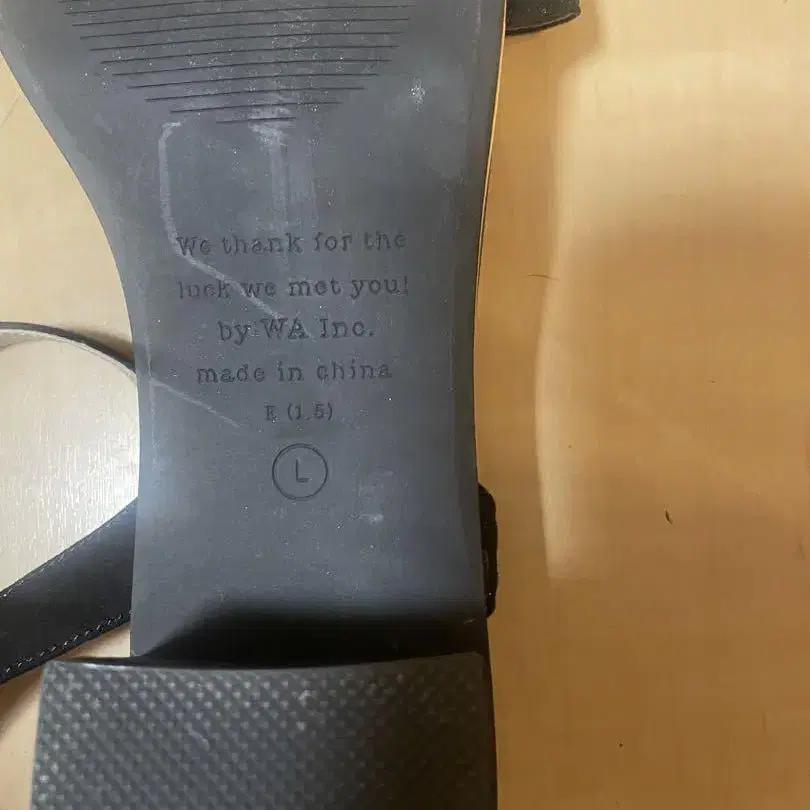 We thank for the
luck we met you!
by WA Inc.
made in china
E (1.5)
L